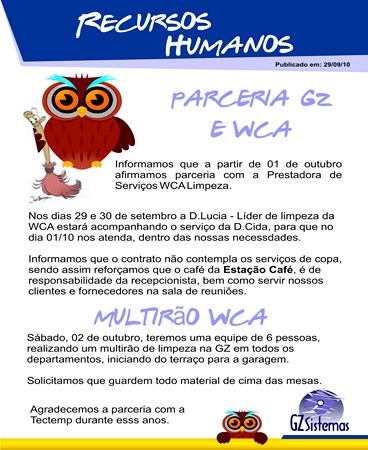 RECURSOS
HUMANOS
Publicado em: 29/09/10
PARCERIA GZ
E WCA
Informamos que a partir de 01 de outubro
afirmamos parceria com a Prestadora de
Serviços WCA Limpeza.
Nos dias 29 e 30 de setembro a D.Lucia - Líder de limpeza da
WCA estará acompanhando o serviço da D.Cida, para que no
dia 01/10 nos atenda, dentro das nossas necessdades.
Informamos que o contrato não contempla os serviços de copa,
sendo assim reforçamos que o café da Estação Café, é de
responsabilidade da recepcionista, bem como servir nossos
clientes e fornecedores na sala de reuniões.
MULTIRÃO WCA
Sábado, 02 de outubro, teremos uma equipe de 6 pessoas,
realizando um multirão de limpeza na GZ em todos os
departamentos, iniciando do terraço para a garagem.
Solicitamos que guardem todo material de cima das mesas.
Agradecemos a parceria com a
Tectemp durante esss anos.
GZ Sistemas